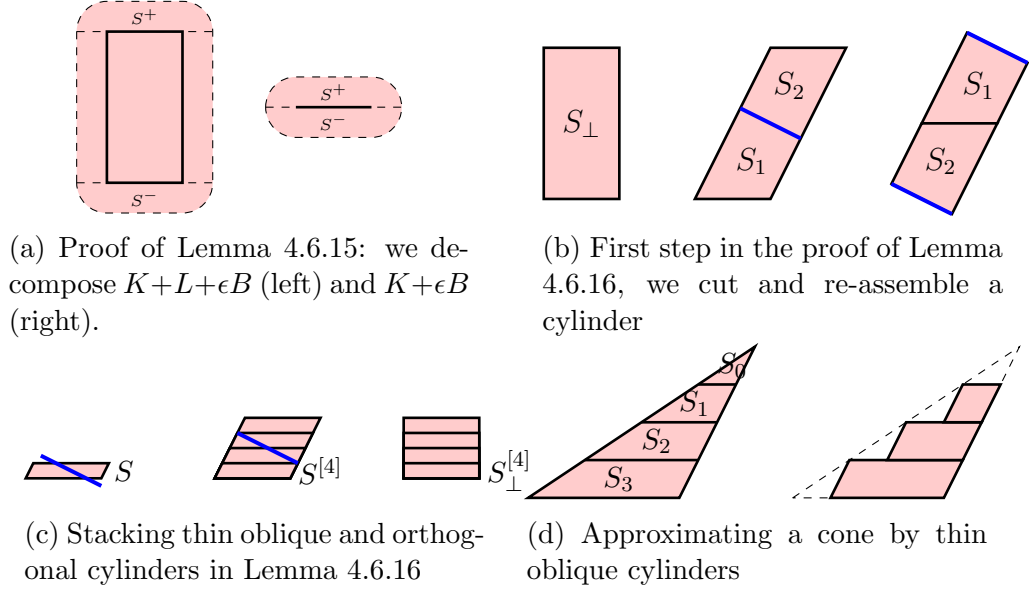 S⁺
S⁻
S⁺
S⁻
(a) Proof of Lemma 4.6.15: we de-
compose K+L+ϵB (left) and K+ϵB
(right).
S⊥
S₂
S₁
S₁
S₂
(b) First step in the proof of Lemma
4.6.16, we cut and re-assemble a
cylinder
S
S^[4]
S⊥^[4]
(c) Stacking thin oblique and orthog-
onal cylinders in Lemma 4.6.16
S₀
S₁
S₂
S₃
(d) Approximating a cone by thin
oblique cylinders